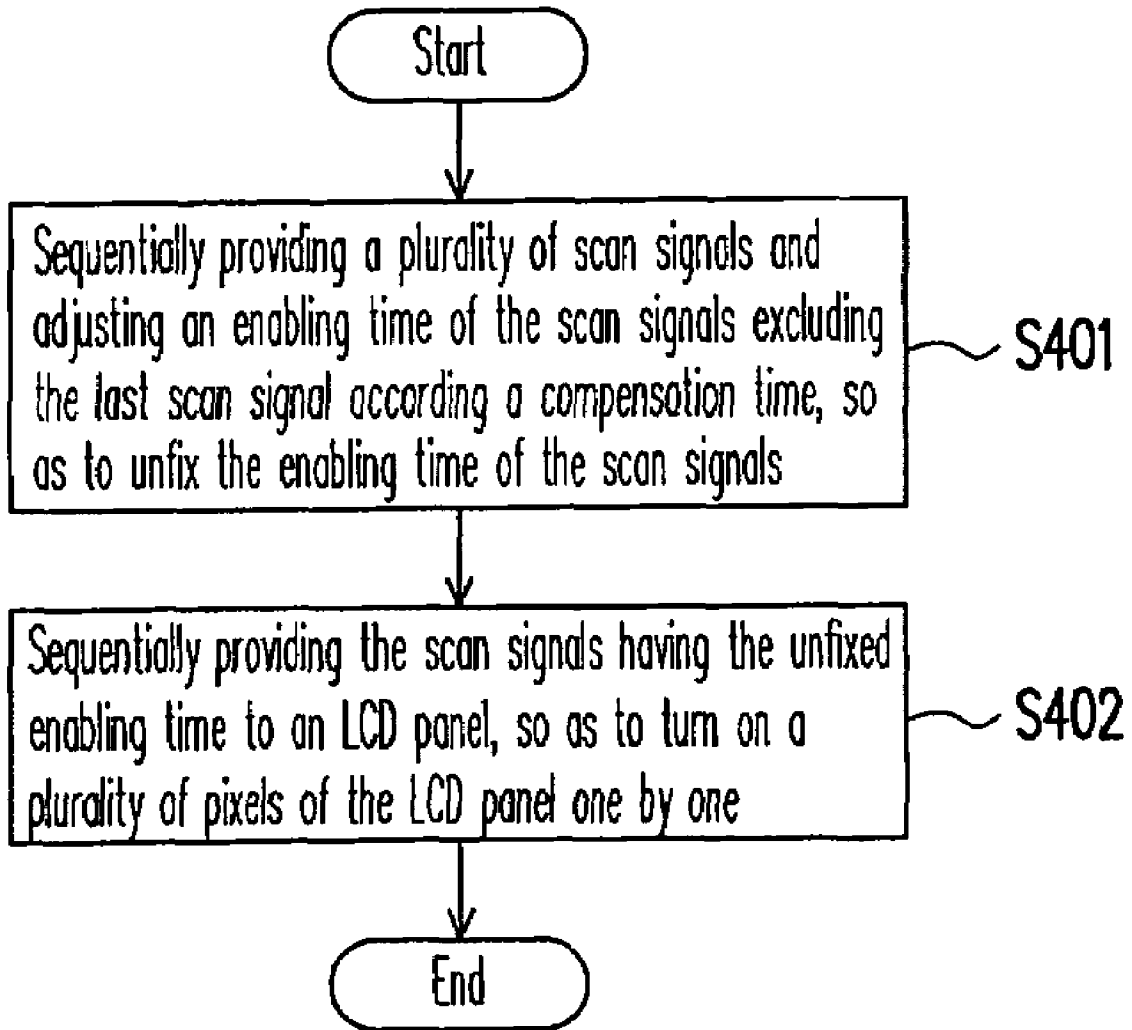 Start
Sequentially providing a plurality of scan signals and
adjusting an enabling time of the scan signals excluding
the last scan signal according a compensation time, so
as to unfix the enabling time of the scan signals
S401
Sequentially providing the scan signals having the unfixed
enabling time to an LCD panel, so as to turn on a
plurality of pixels of the LCD panel one by one
S402
End